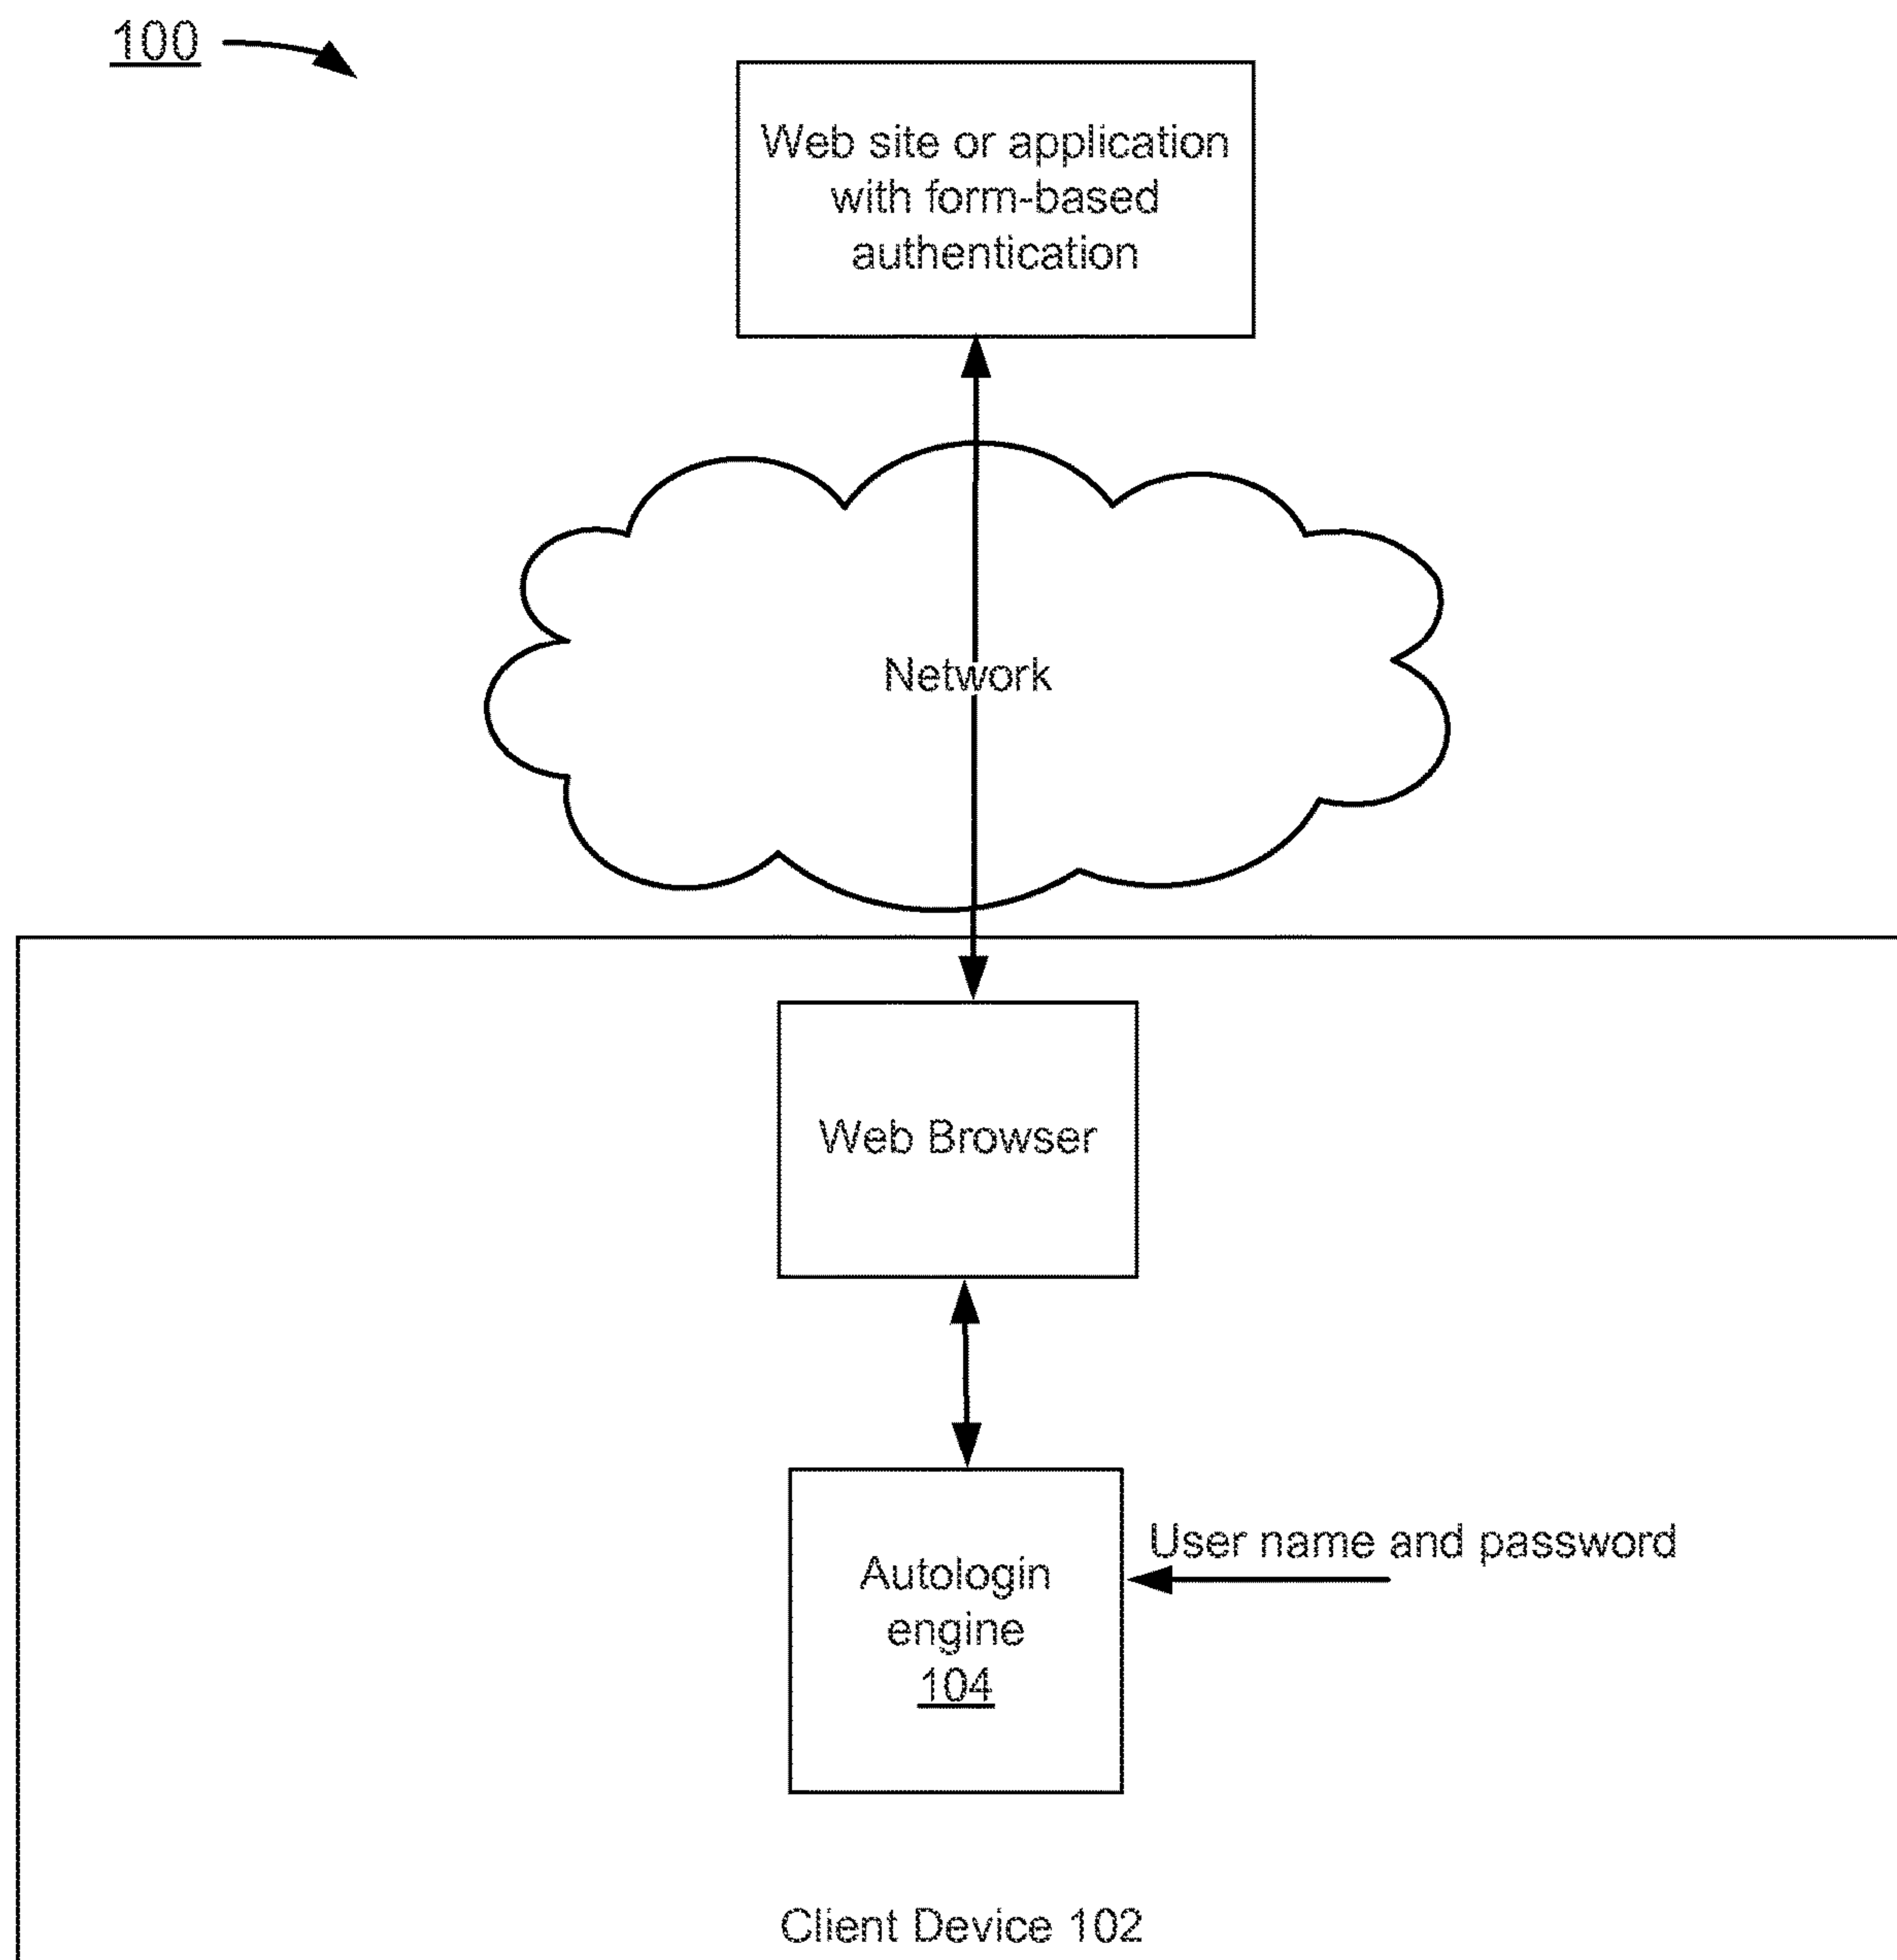 100
Web site or application
with form-based
authentication
Network
Web Browser
User name and password
Autologin
engine
104
Client Device 102